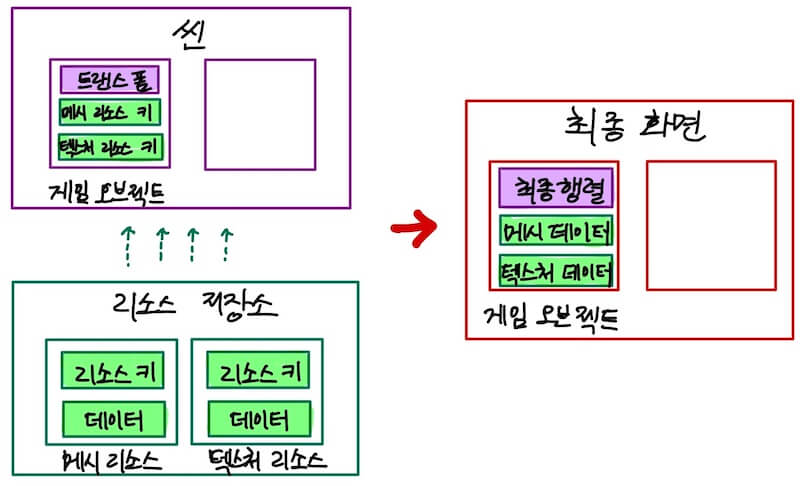 씬
트랜스폼
메시 리소스 키
텍스처 리소스 키
게임 오브젝트
리소스 저장소
리소스 키
데이터
메시 리소스
리소스 키
데이터
텍스처 리소스
최종 화면
최종행렬
메시 데이터
텍스처 데이터
게임 오브젝트